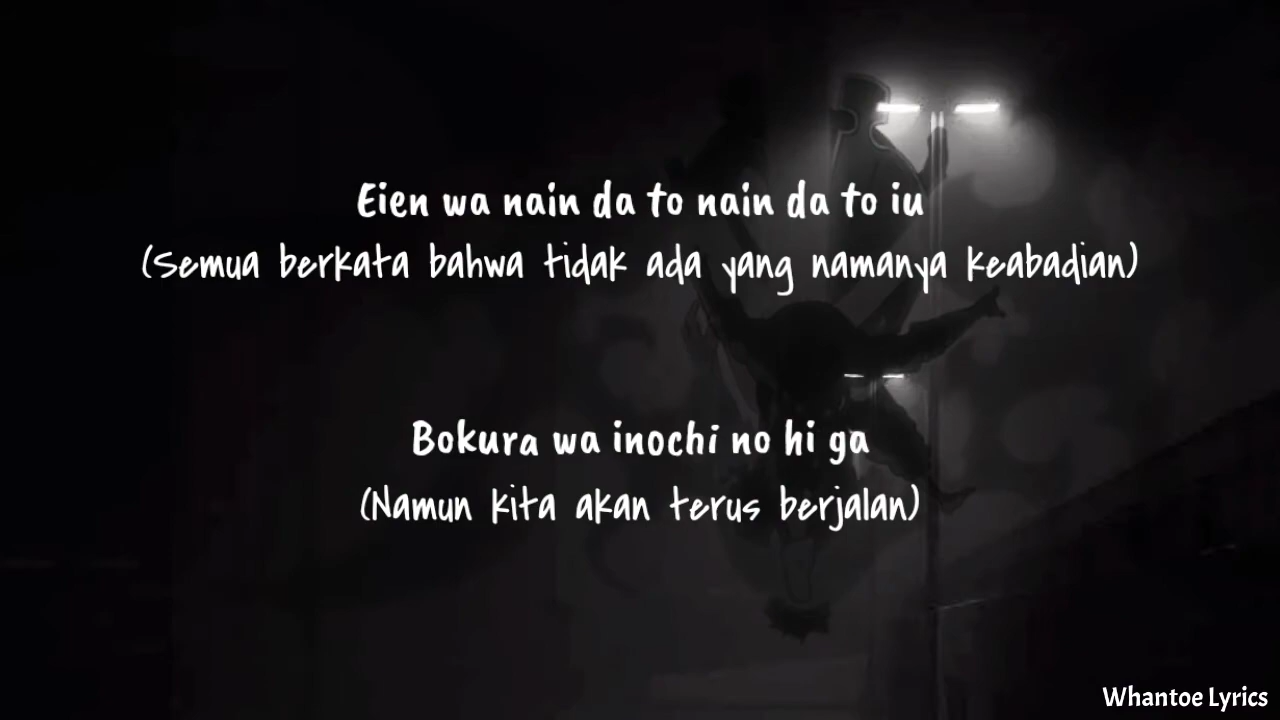 Eien wa nain da to nain da to iu
(Semua berkata bahwa tidak ada yang namanya keabadian)
Bokura wa inochi no hi ga
(Namun kita akan terus berjalan)
Whantoe Lyrics